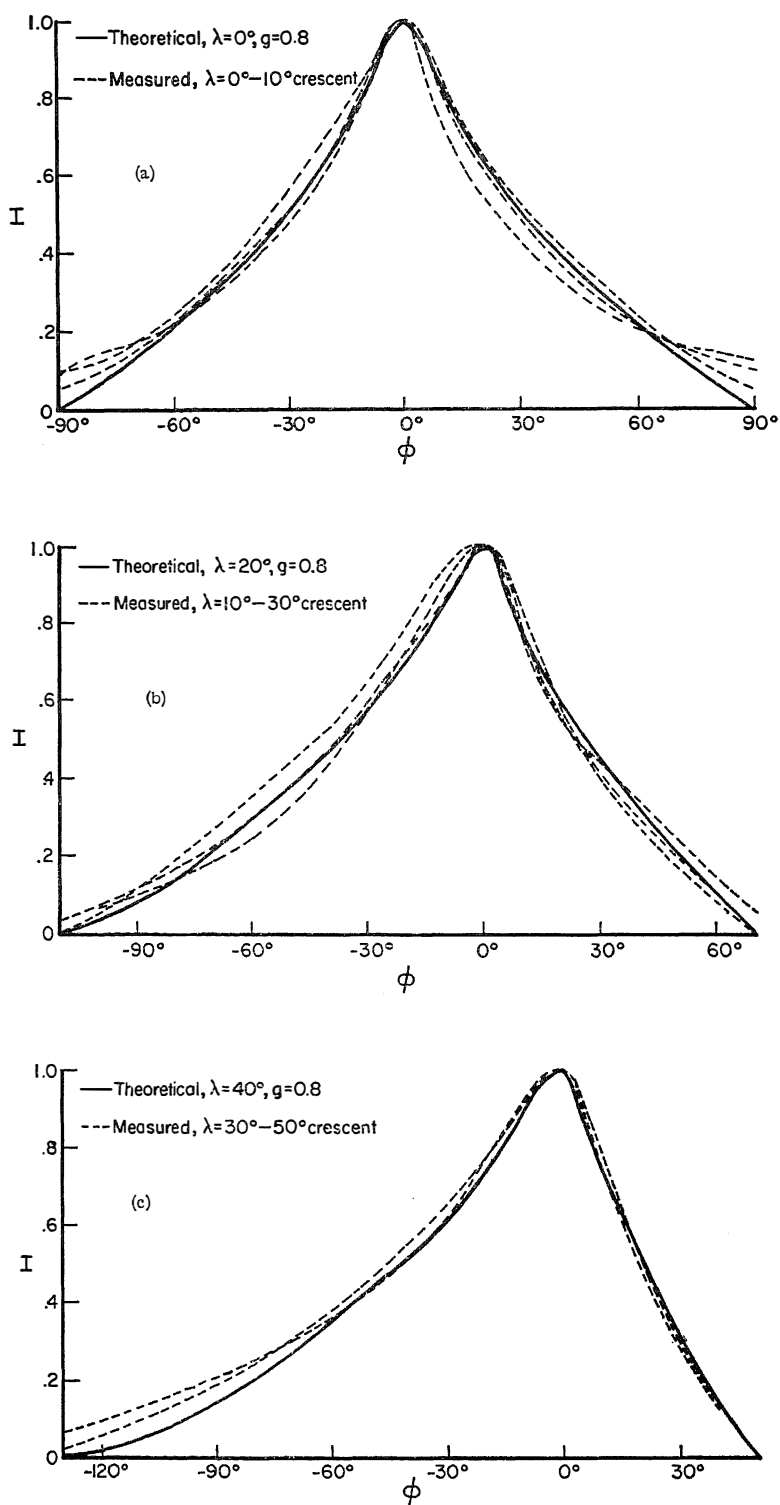 1.0
Theoretical, λ=0°, g=0.8
Measured, λ=0°–10° crescent
.8
(a)
.6
I
.4
.2
0
-90° -60° -30° 0° 30° 60° 90°
ϕ
1.0
Theoretical, λ=20°, g=0.8
Measured, λ=10°–30° crescent
.8
(b)
.6
I
.4
.2
0
-90° -60° -30° 0° 30° 60°
ϕ
1.0
Theoretical, λ=40°, g=0.8
Measured, λ=30°–50° crescent
.8
(c)
.6
I
.4
.2
0
-120° -90° -60° -30° 0° 30°
ϕ